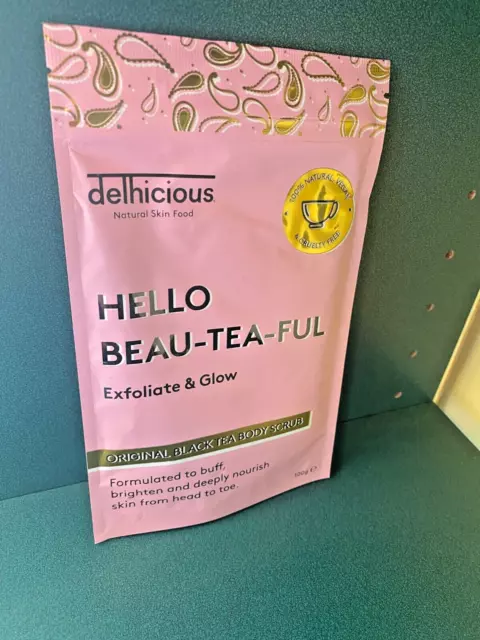 delhicious
Natural Skin Food
100% NATURAL, VEGAN
& CRUELTY FREE
HELLO
BEAU-TEA-FUL
Exfoliate & Glow
ORIGINAL BLACK TEA BODY SCRUB
Formulated to buff,
brighten and deeply nourish
skin from head to toe.
100g ℮